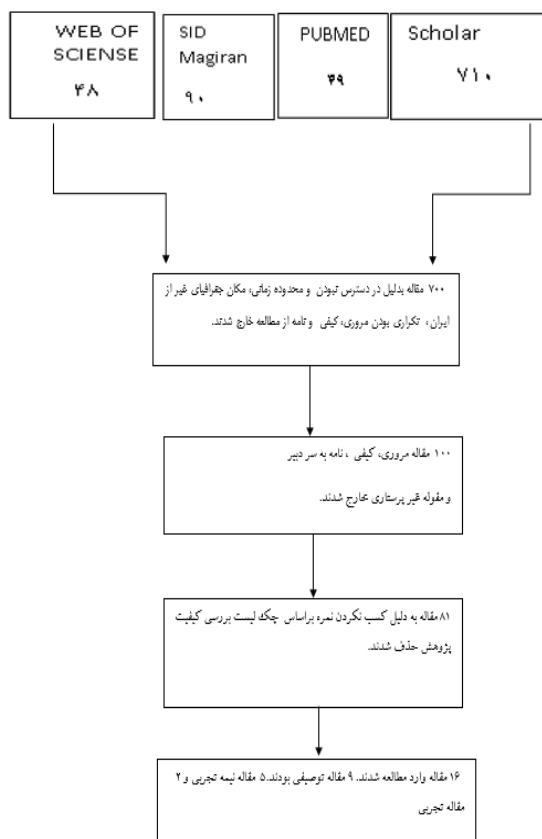 WEB OF
SCIENSE
۴۸
SID
Magiran
۹۰
PUBMED
۴۹
Scholar
۷۱۰
۷۰۰ مقاله بدلیل در دسترس نبودن و محدوده زمانی، مکان جغرافیای غیر از
ایران ، تکراری بودن مروری، کیفی و نامه از مطالعه خارج شدند.
۱۰۰ مقاله مروری، کیفی ، نامه به سر دبیر
و مقوله غیر پرستاری خارج شدند.
۸۱ مقاله به دلیل کسب نکردن نمره براساس چک لیست بررسی کیفیت
پژوهش حذف شدند.
۱۶ مقاله وارد مطالعه شدند. ۹ مقاله توصیفی بودند. ۵ مقاله نیمه تجربی و ۲
مقاله تجربی